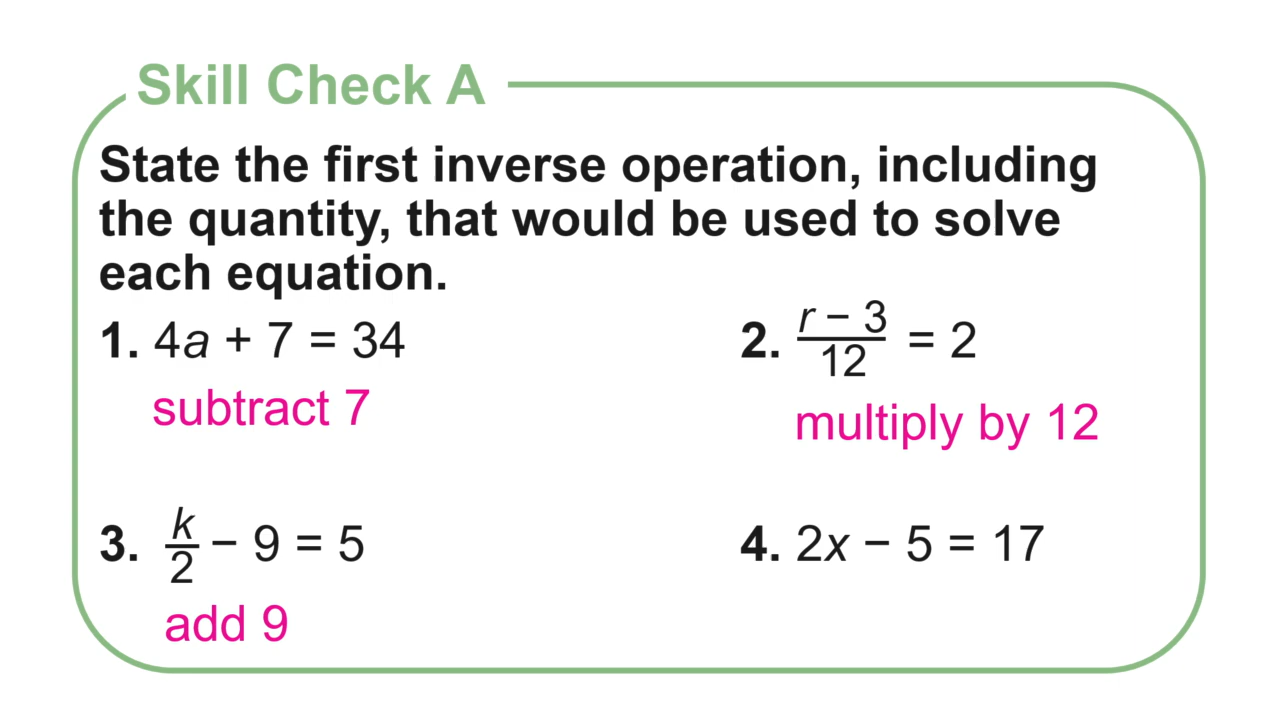 Skill Check A
State the first inverse operation, including
the quantity, that would be used to solve
each equation.
1. 4a + 7 = 34
subtract 7
2. (r − 3)/12 = 2
multiply by 12
3. k/2 − 9 = 5
add 9
4. 2x − 5 = 17